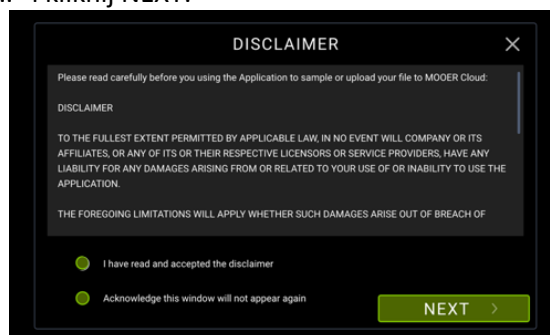 i kliknij NEXT.
DISCLAIMER
Please read carefully before you using the Application to sample or upload your file to MOOER Cloud:
DISCLAIMER
TO THE FULLEST EXTENT PERMITTED BY APPLICABLE LAW, IN NO EVENT WILL COMPANY OR ITS
AFFILIATES, OR ANY OF ITS OR THEIR RESPECTIVE LICENSORS OR SERVICE PROVIDERS, HAVE ANY
LIABILITY FOR ANY DAMAGES ARISING FROM OR RELATED TO YOUR USE OF OR INABILITY TO USE THE
APPLICATION.
THE FOREGOING LIMITATIONS WILL APPLY WHETHER SUCH DAMAGES ARISE OUT OF BREACH OF
I have read and accepted the disclaimer
Acknowledge this window will not appear again
NEXT